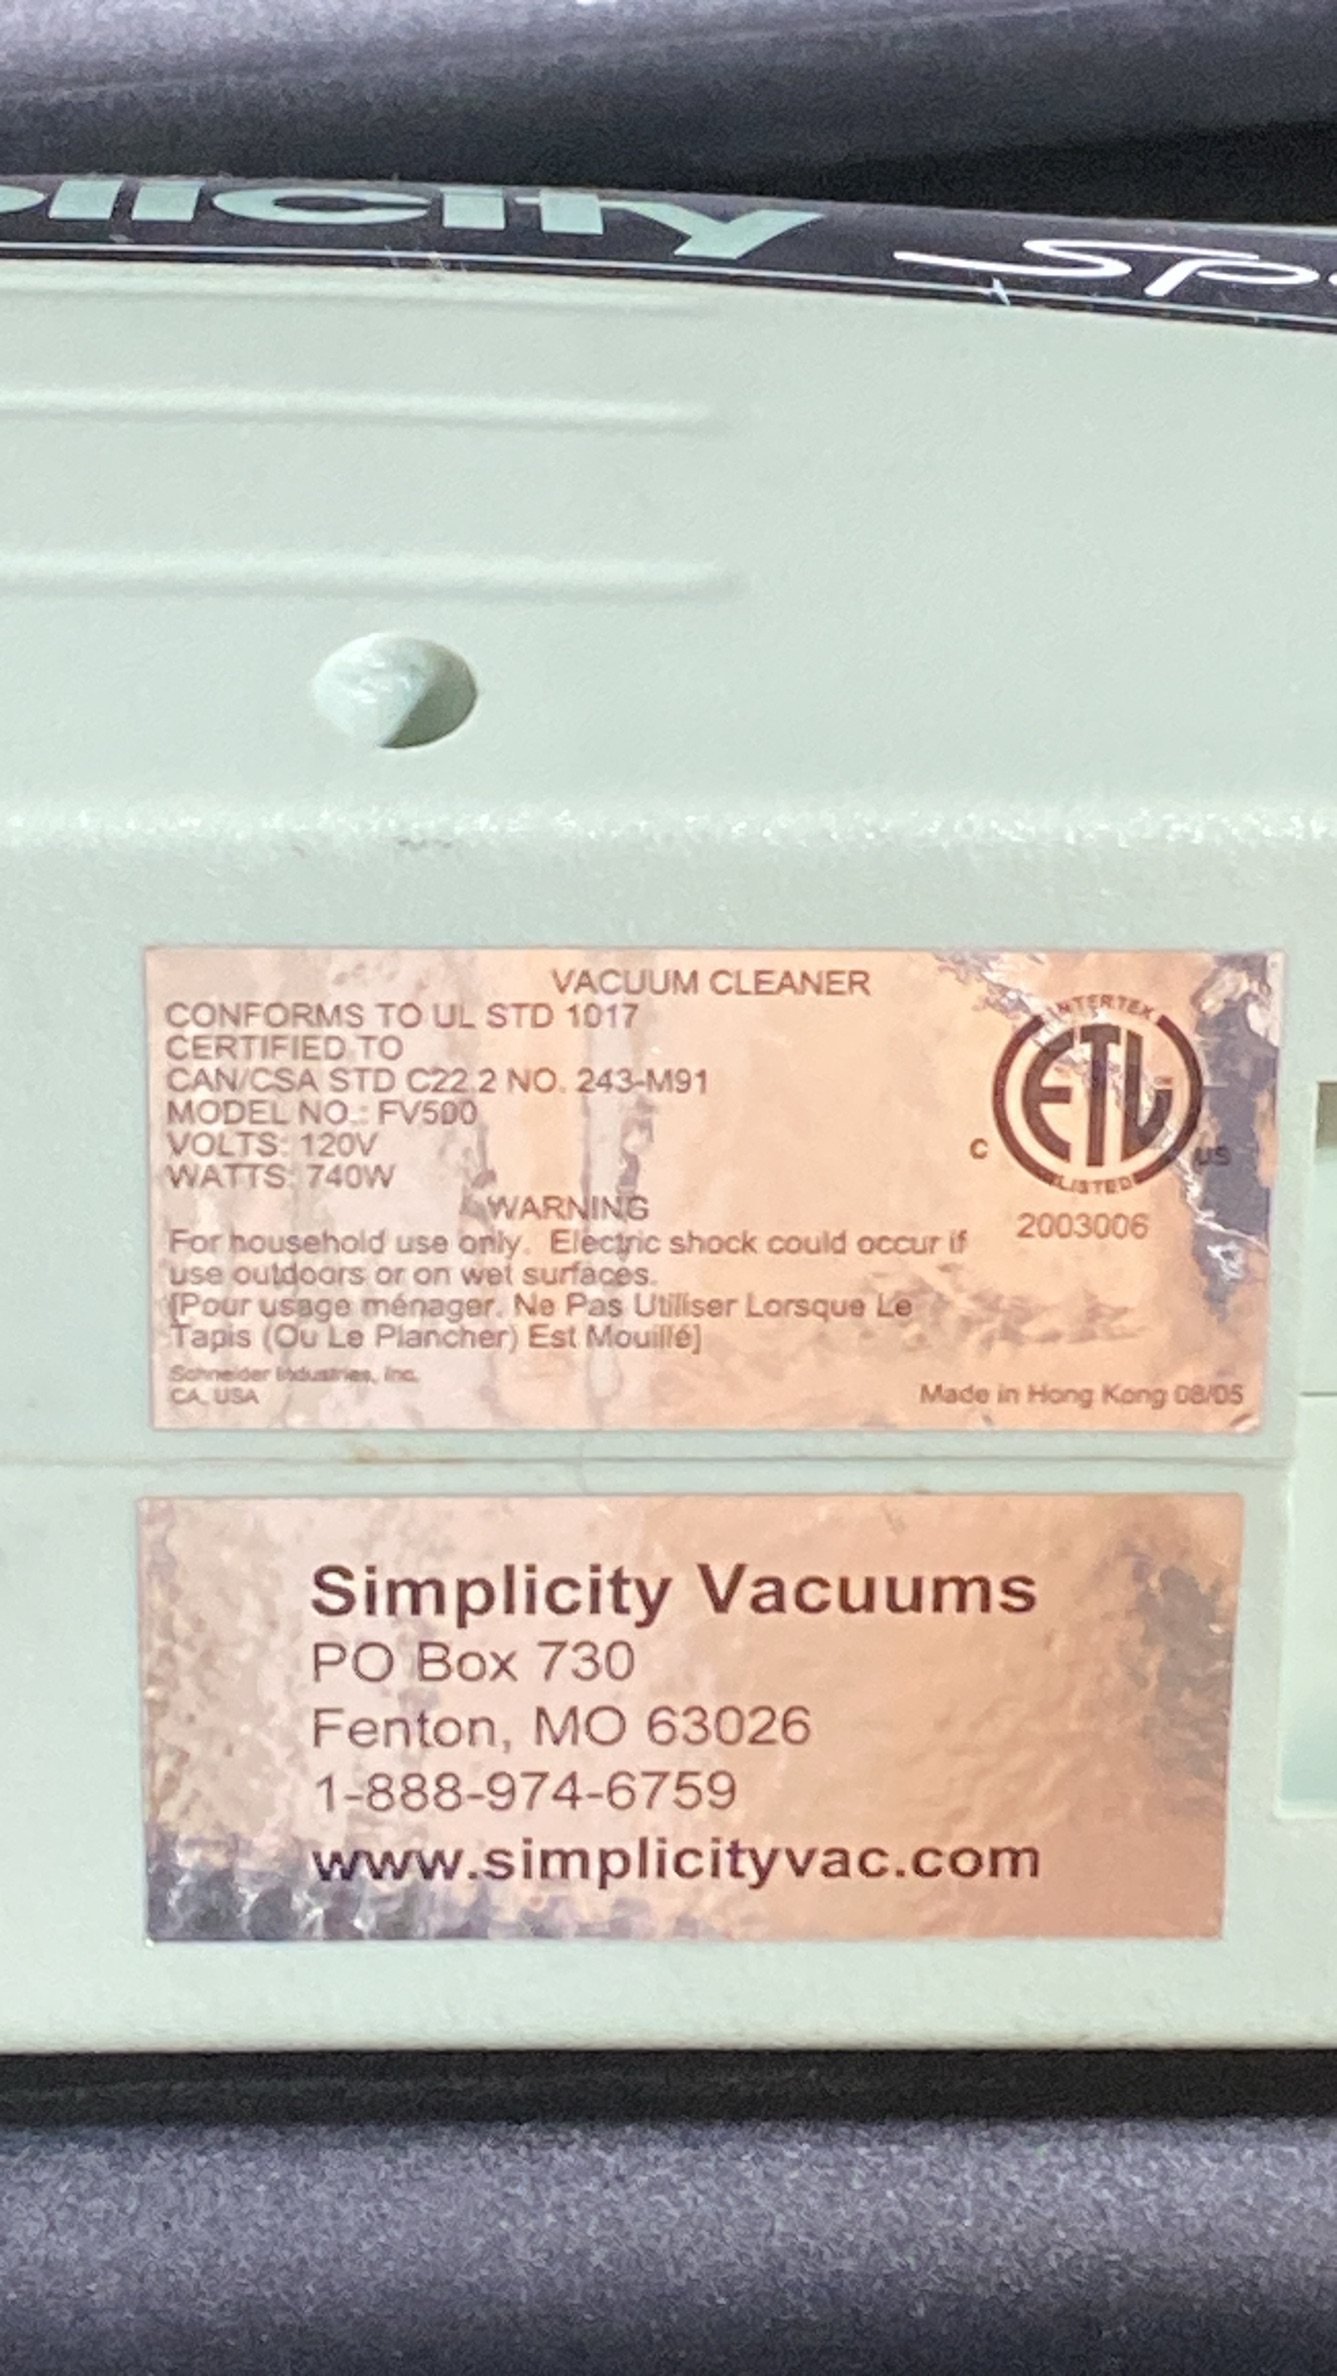 plicity Sp
VACUUM CLEANER
CONFORMS TO UL STD 1017
CERTIFIED TO
CAN/CSA STD C22.2 NO. 243-M91
MODEL NO.: FV500
VOLTS: 120V
WATTS: 740W
WARNING
For household use only. Electric shock could occur if
use outdoors or on wet surfaces.
[Pour usage ménager. Ne Pas Utiliser Lorsque Le
Tapis (Ou Le Plancher) Est Mouillé]
Schneider Industries, Inc.
CA. USA
INTERTEK
ETL
C US
LISTED
2003006
Made in Hong Kong 08/05
Simplicity Vacuums
PO Box 730
Fenton, MO 63026
1-888-974-6759
www.simplicityvac.com